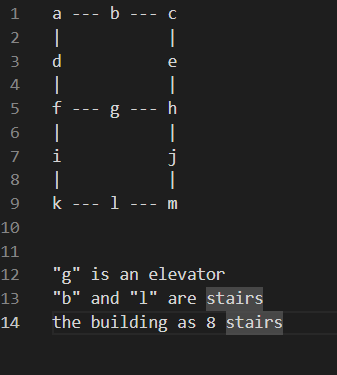 1 a --- b --- c
2 |           |
3 d           e
4 |           |
5 f --- g --- h
6 |           |
7 i           j
8 |           |
9 k --- l --- m
10
11
12 "g" is an elevator
13 "b" and "l" are stairs
14 the building as 8 stairs